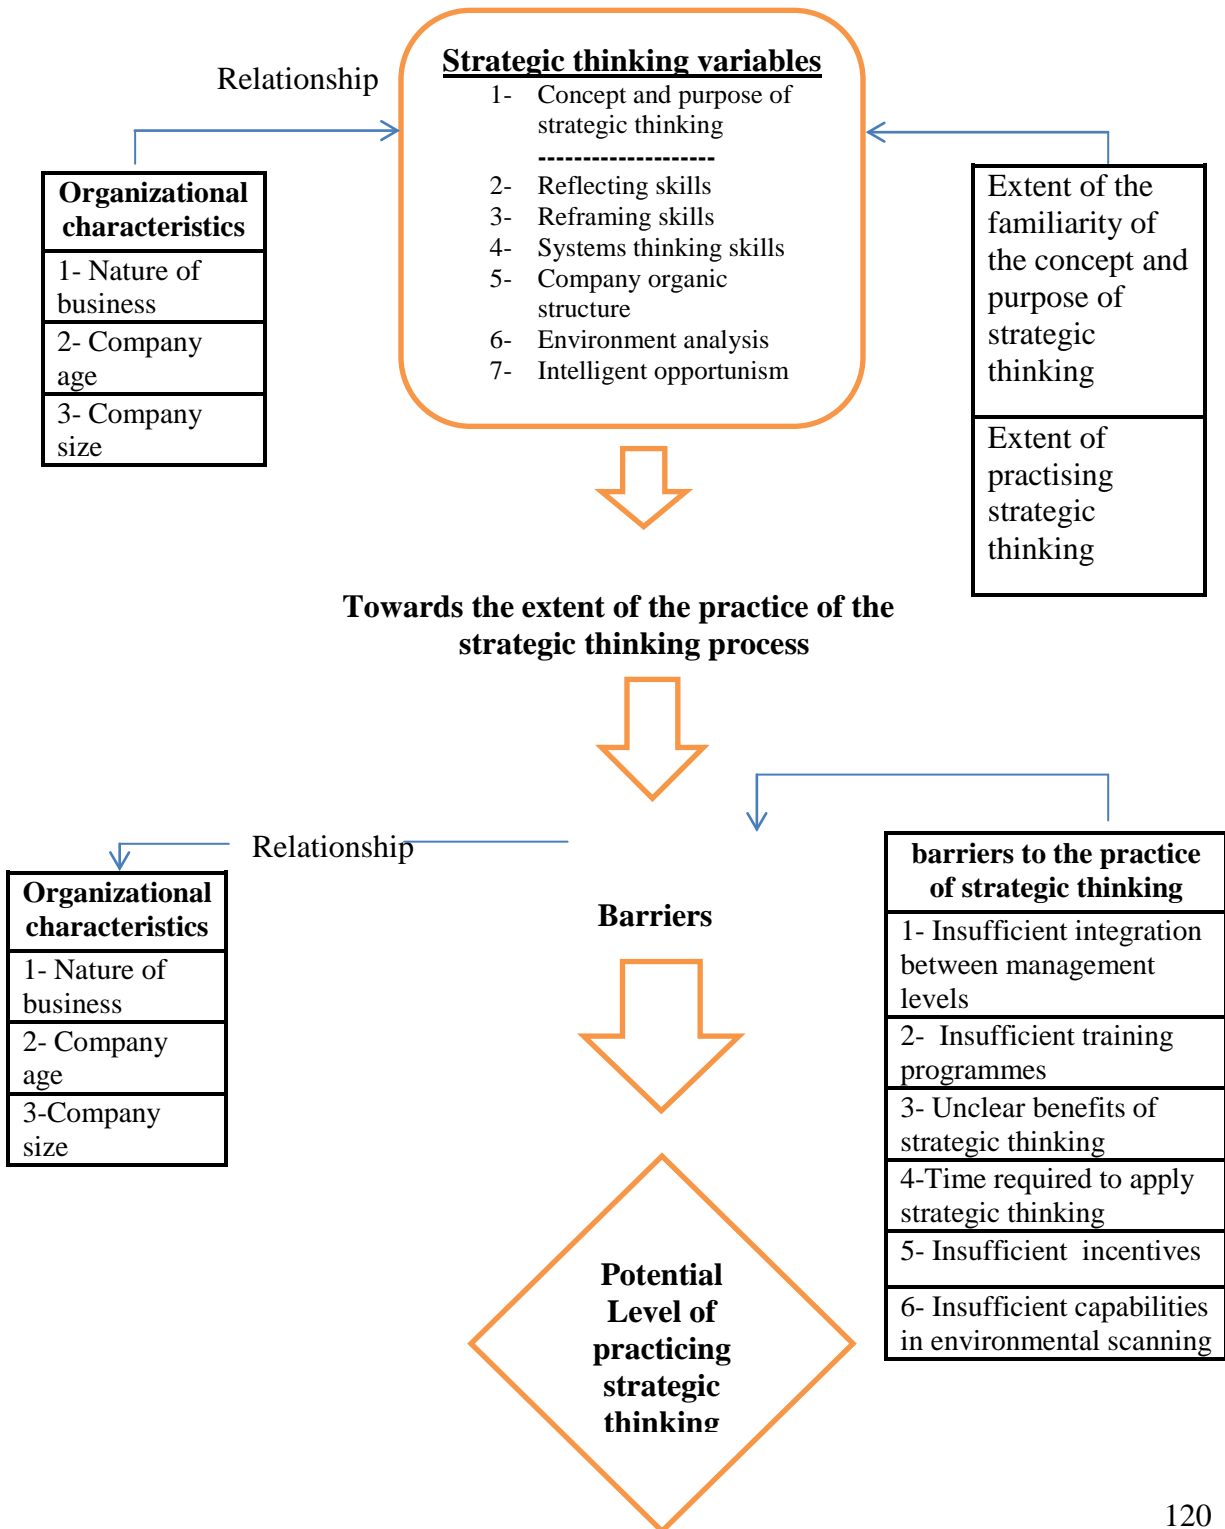 Relationship
Strategic thinking variables
1- Concept and purpose of
strategic thinking
--------------------
2- Reflecting skills
3- Reframing skills
4- Systems thinking skills
5- Company organic
structure
6- Environment analysis
7- Intelligent opportunism
Organizational
characteristics
1- Nature of
business
2- Company
age
3- Company
size
Extent of the
familiarity of
the concept and
purpose of
strategic
thinking
Extent of
practising
strategic
thinking
Towards the extent of the practice of the
strategic thinking process
Relationship
Organizational
characteristics
1- Nature of
business
2- Company
age
3-Company
size
Barriers
barriers to the practice
of strategic thinking
1- Insufficient integration
between management
levels
2-  Insufficient training
programmes
3- Unclear benefits of
strategic thinking
4-Time required to apply
strategic thinking
5- Insufficient  incentives
6- Insufficient capabilities
in environmental scanning
Potential
Level of
practicing
strategic
thinking
120